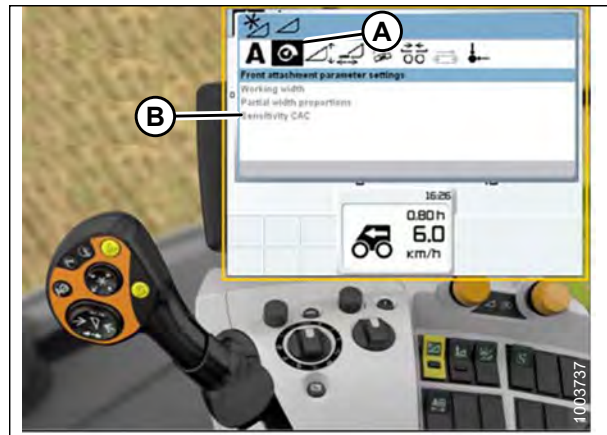 A
A
Front attachment parameter settings
Working width
Partial width proportions
B
Sensitivity CAC
16:26
0.80 h
6.0
km/h
1003737